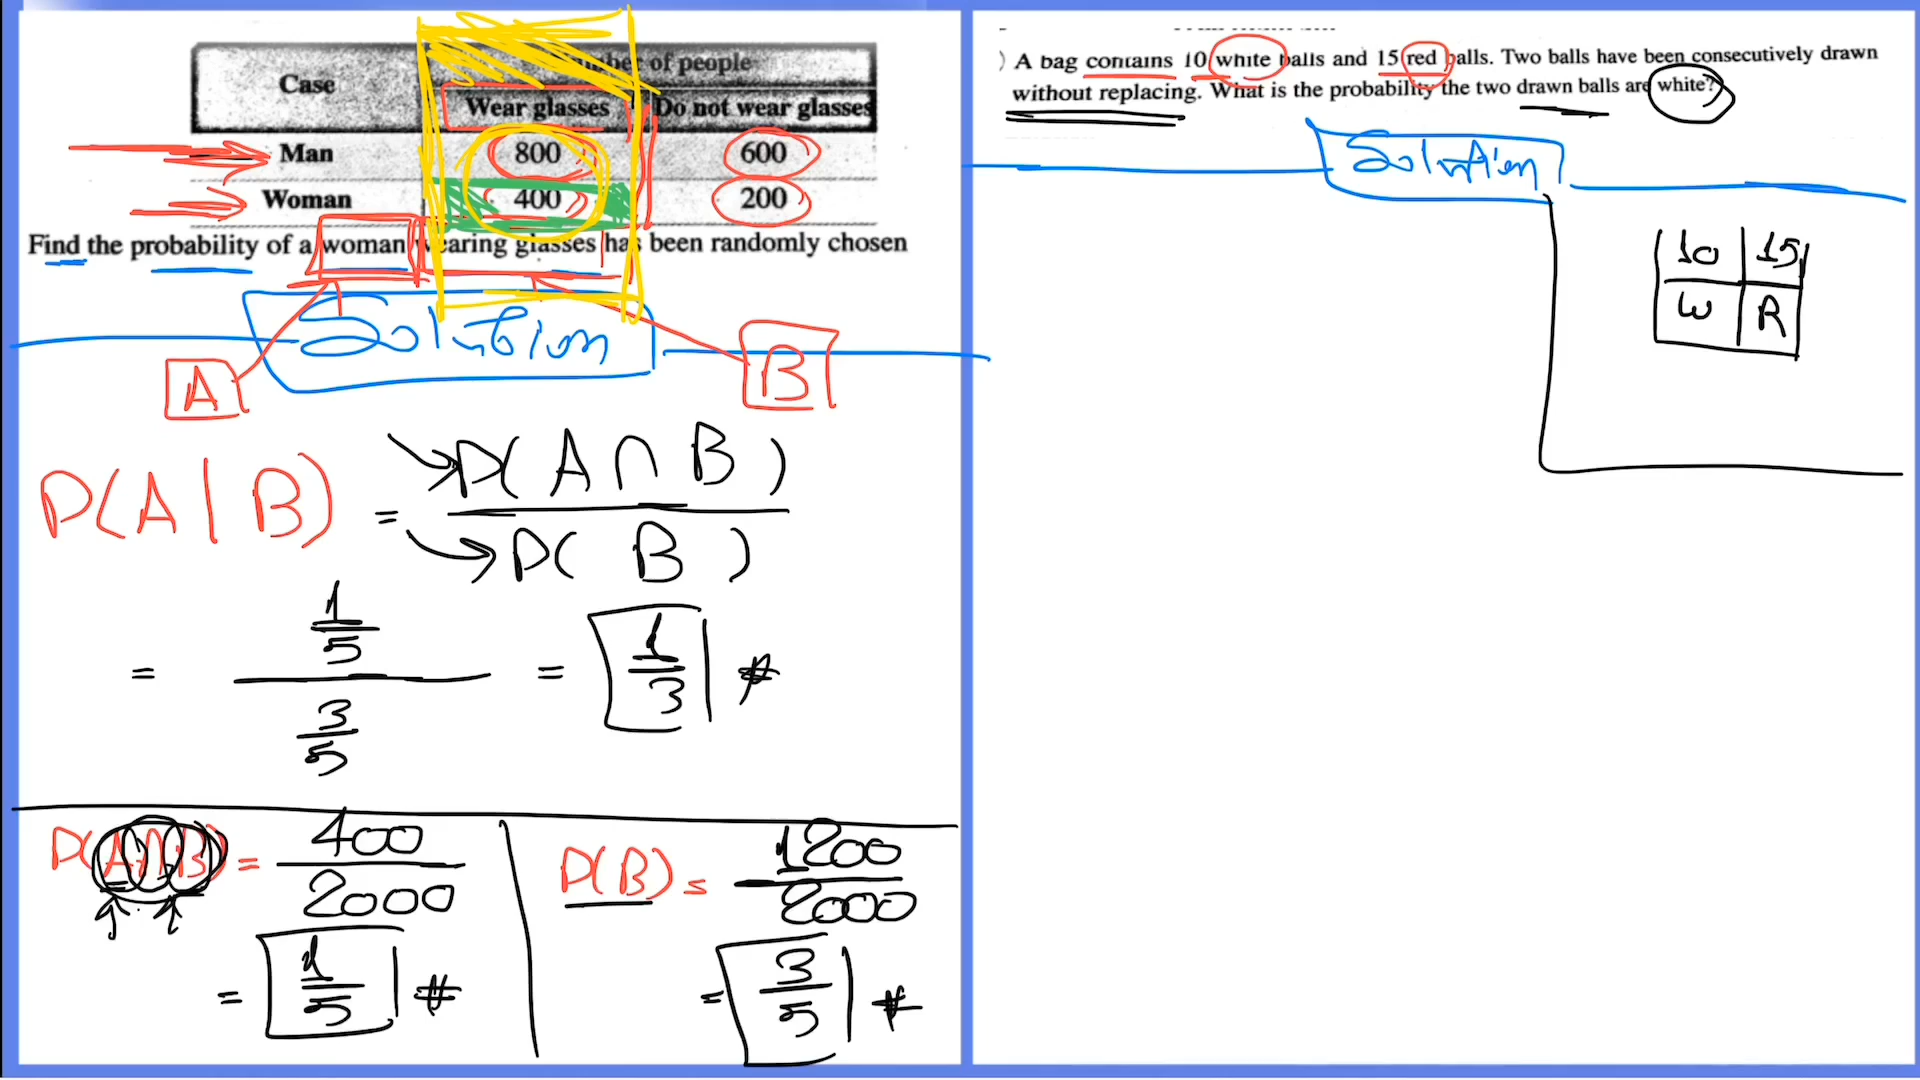 Case
of people
Wear glasses
Do not wear glasses
Man 800 600
Woman 400 200
Find the probability of a woman wearing glasses has been randomly chosen
Solution
A
B
P(A|B) = P(A∩B) / P(B)
= 1/5 / 3/5 = 1/3 #
P(A∩B) = 400/2000
= 1/5 #
P(B) = 1200/2000
= 3/5 #
) A bag contains 10 white balls and 15 red balls. Two balls have been consecutively drawn
without replacing. What is the probability the two drawn balls are white?
Solution
10 15
W R